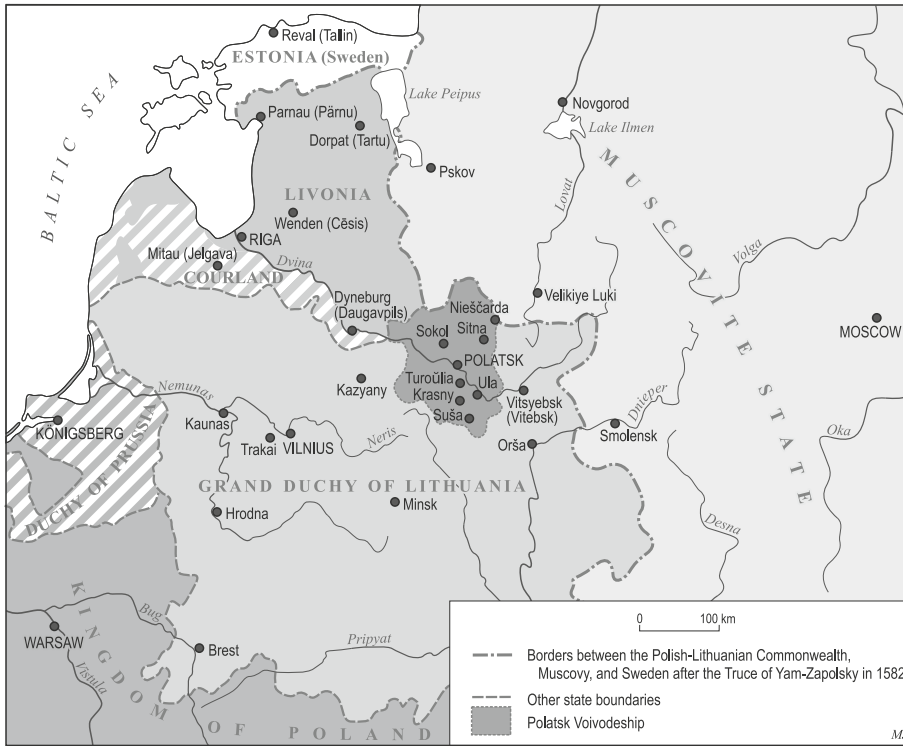 Reval (Talin)
ESTONIA (Sweden)
BALTIC SEA
Lake Peipus
Parnau (Pärnu)
Dorpat (Tartu)
Novgorod
Lake Ilmen
Pskov
MUSCOVITE STATE
LIVONIA
Wenden (Cēsis)
Lovat
Volga
RIGA
Mitau (Jelgava)
Dvina
COURLAND
Dyneburg
(Daugavpils)
Nieščarda
Velikiye Luki
Sokol
Sitna
MOSCOW
POLATSK
Turoŭlia
Ula
Krasny
Suša
Kazyany
Vitsyebsk
(Vitebsk)
Nemunas
Kaunas
KÖNIGSBERG
Trakai
VILNIUS
Neris
Orša
Smolensk
Dnieper
Oka
DUCHY OF PRUSSIA
GRAND DUCHY OF LITHUANIA
Hrodna
Minsk
Desna
KINGDOM OF POLAND
Bug
WARSAW
Vistula
Brest
Pripyat
0 100 km
Borders between the Polish-Lithuanian Commonwealth,
Muscovy, and Sweden after the Truce of Yam-Zapolsky in 1582
Other state boundaries
Polatsk Voivodeship